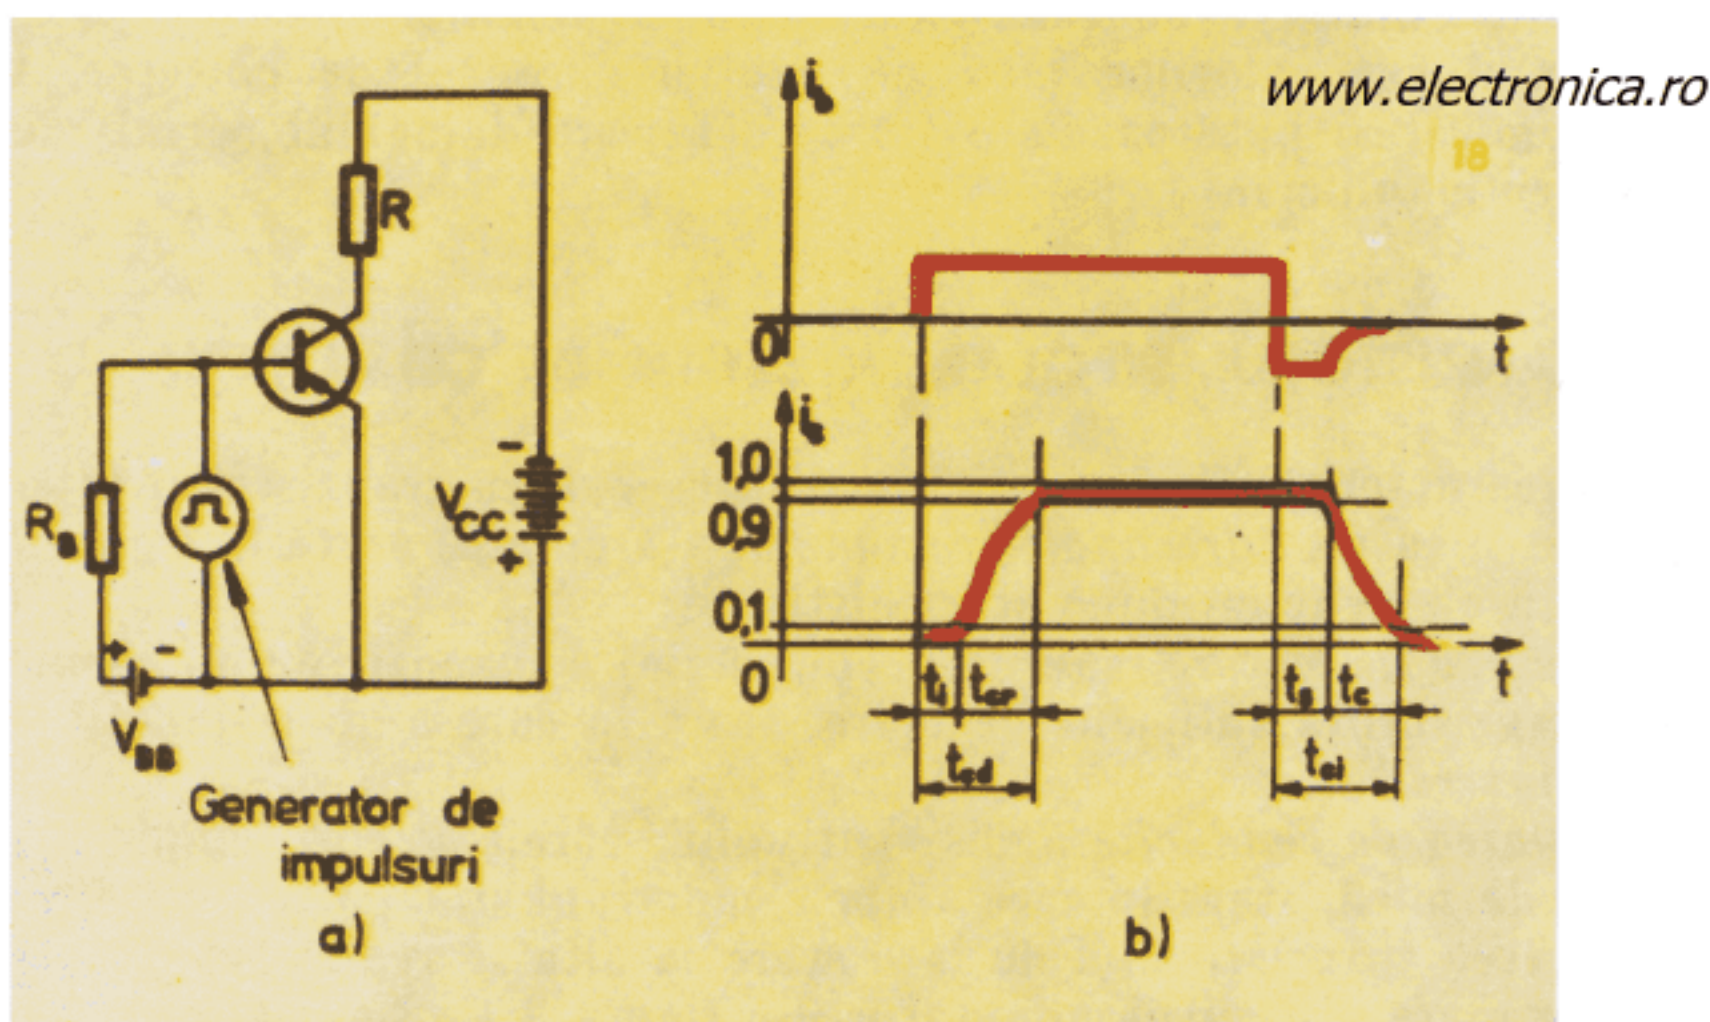 www.electronica.ro
18
R
R_B
V_CC
-
+
+ -
V_BB
Generator de
impulsuri
a)
i_B
0
t
i_c
1,0
0,9
0,1
0
t
t_i t_cr
t_s t_c
t_cd
t_ci
b)